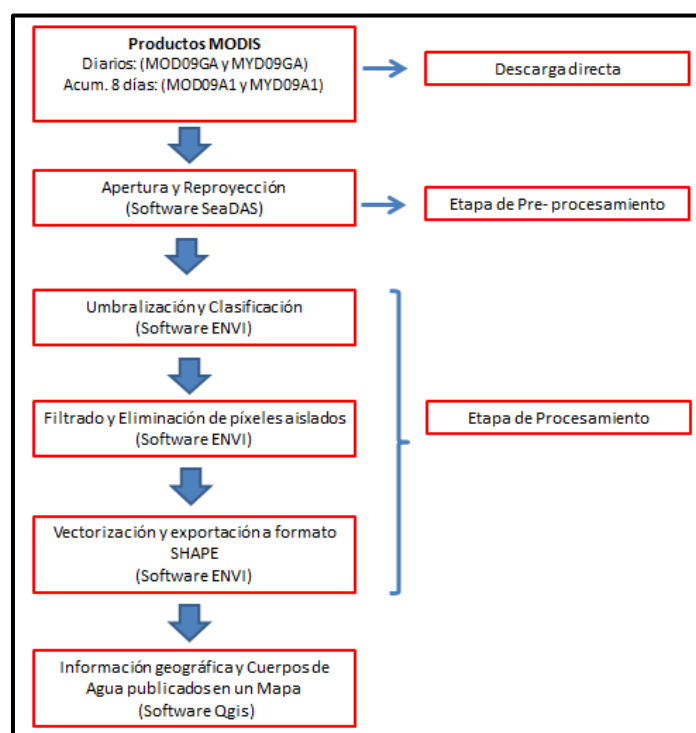 Productos MODIS
Diarios: (MOD09GA y MYD09GA)
Acum. 8 días: (MOD09A1 y MYD09A1)
Descarga directa
Apertura y Reproyección
(Software SeaDAS)
Etapa de Pre- procesamiento
Umbralización y Clasificación
(Software ENVI)
Filtrado y Eliminación de píxeles aislados
(Software ENVI)
Etapa de Procesamiento
Vectorización y exportación a formato
SHAPE
(Software ENVI)
Información geográfica y Cuerpos de
Agua publicados en un Mapa
(Software Qgis)